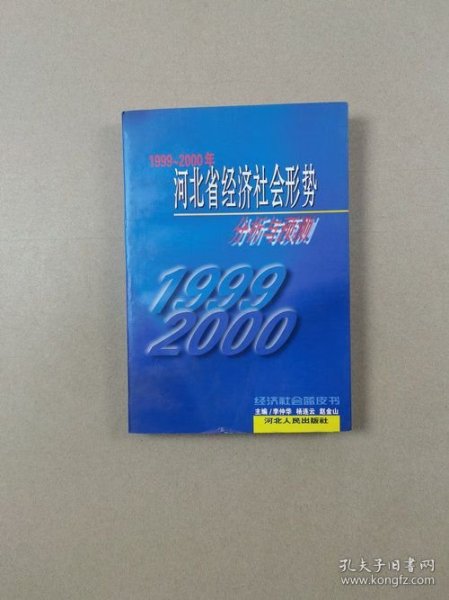 1999~2000年
河北省经济社会形势
分析与预测
1999
2000
经济社会蓝皮书
主编/李仲华 杨连云 赵金山
河北人民出版社
孔夫子旧书网
www.kongfz.com